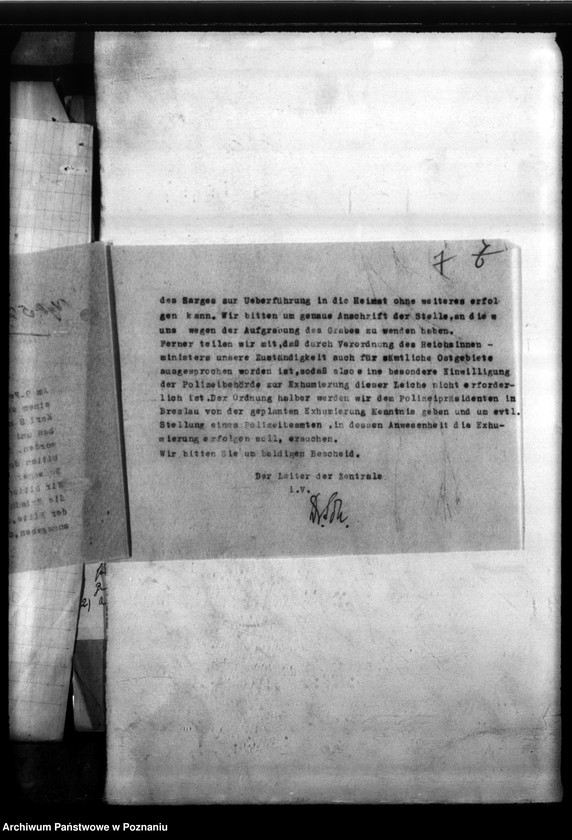 7 7
des Sarges zur Ueberführung in die Heimat ohne weiteres erfol
gen kann. Wir bitten um genaue Anschrift der Stelle, an die w
uns wegen der Aufgraoung des Grabes zu wenden haben.
Ferner teilen wir mit, daß durch Verordnung des Reichsinnen -
ministers unsere Zuständigkeit auch für sämtliche Ostgebiete
ausgesprochen worden ist, sodaß also eine besondere Einwilligung
der Polizeibehörde zur Exhumierung dieser Leiche nicht erforder-
lich ist. Der Ordnung halber werden wir dem Polizeipräsidenten in
Breslau von der geplanten Exhumierung Kenntnis geben und um evtl.
Stellung eines Polizeibeamten, in dessen Anwesenheit die Exhu-
mierung erfolgen soll, ersuchen.
Wir bitten Sie um baldigen Bescheid.
Der Leiter der Zentrale
i.V.
Archiwum Państwowe w Poznaniu